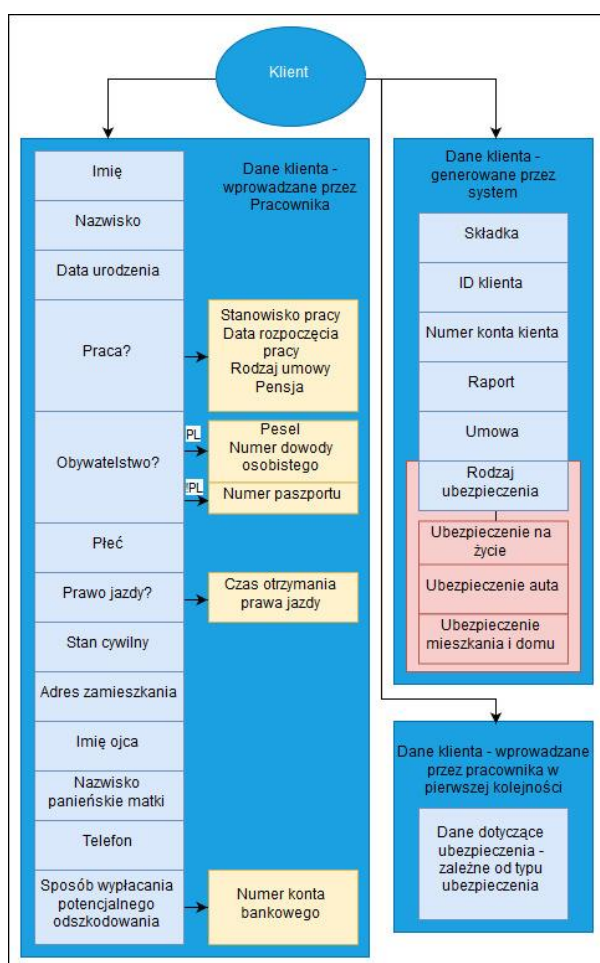 Klient
Dane klienta -
wprowadzane przez
Pracownika
Imię
Nazwisko
Data urodzenia
Praca?
Stanowisko pracy
Data rozpoczęcia
pracy
Rodzaj umowy
Pensja
Obywatelstwo?
PL
Pesel
Numer dowody
osobistego
!PL
Numer paszportu
Płeć
Prawo jazdy?
Czas otrzymania
prawa jazdy
Stan cywilny
Adres zamieszkania
Imię ojca
Nazwisko
panieńskie matki
Telefon
Sposób wypłacania
potencjalnego
odszkodowania
Numer konta
bankowego
Dane klienta -
generowane przez
system
Składka
ID klienta
Numer konta kienta
Raport
Umowa
Rodzaj
ubezpieczenia
Ubezpieczenie na
życie
Ubezpieczenie auta
Ubezpieczenie
mieszkania i domu
Dane klienta - wprowadzane
przez pracownika w
pierwszej kolejności
Dane dotyczące
ubezpieczenia -
zależne od typu
ubezpieczenia